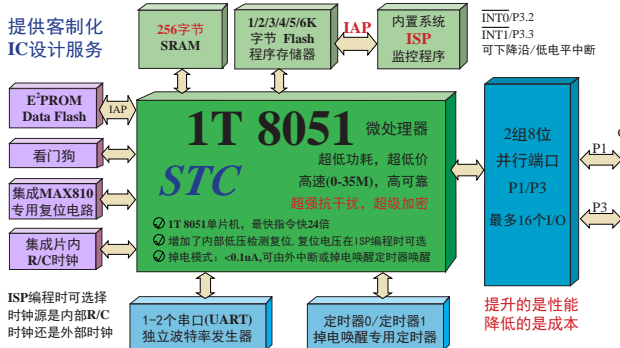 提供客制化
IC设计服务
256字节
SRAM
1/2/3/4/5/6K
字节 Flash
程序存储器
IAP
内置系统
ISP
监控程序
INT0/P3.2
INT1/P3.3
可下降沿/低电平中断
E²PROM
Data Flash
IAP
看门狗
集成MAX810
专用复位电路
集成片内
R/C时钟
1T 8051 微处理器
STC
超低功耗，超低价
高速(0-35M)，高可靠
超强抗干扰，超级加密
1T 8051单片机，最快指令快24倍
增加了内部低压检测复位, 复位电压在ISP编程时可选
掉电模式：<0.1uA,可由外中断或掉电唤醒定时器唤醒
2组8位
并行端口
P1/P3
最多16个I/O
P1
P3
ISP编程时可选择
时钟源是内部R/C
时钟还是外部时钟
1-2个串口(UART)
独立波特率发生器
定时器0/定时器1
掉电唤醒专用定时器
提升的是性能
降低的是成本